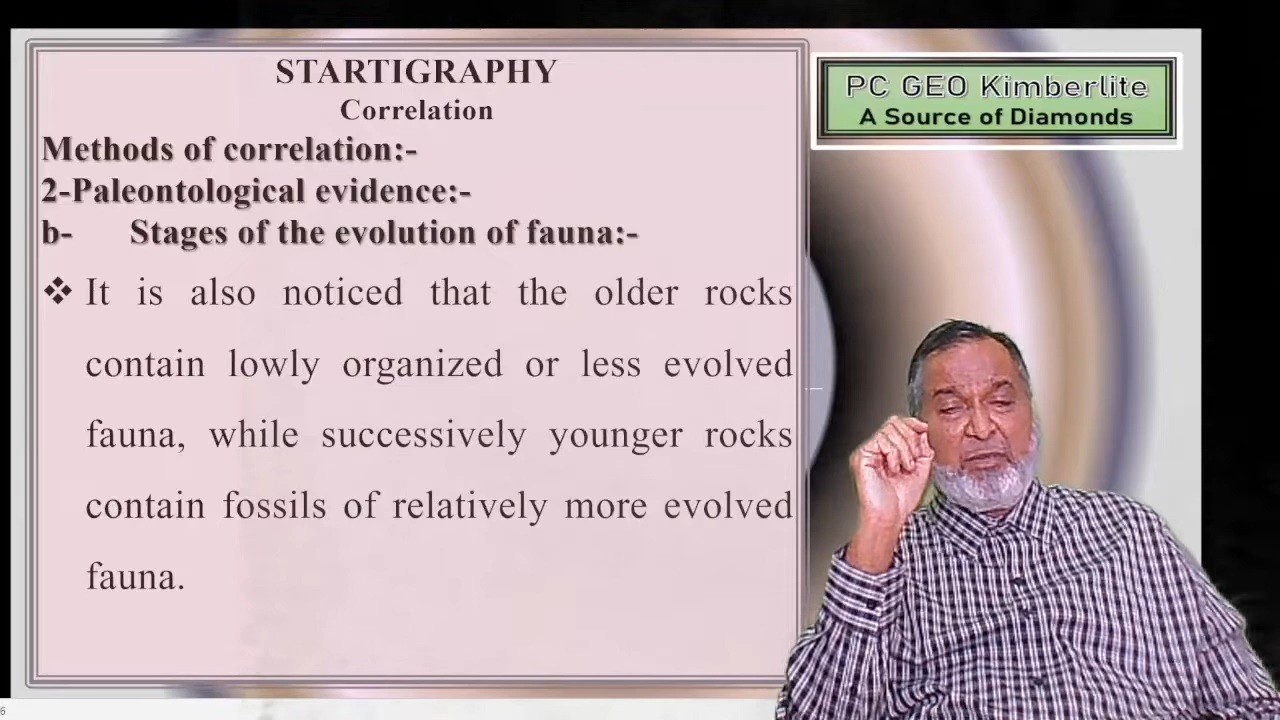 STARTIGRAPHY
Correlation
Methods of correlation:-
2-Paleontological evidence:-
b- Stages of the evolution of fauna:-
❖ It is also noticed that the older rocks
contain lowly organized or less evolved
fauna, while successively younger rocks
contain fossils of relatively more evolved
fauna.
PC GEO Kimberlite
A Source of Diamonds
6